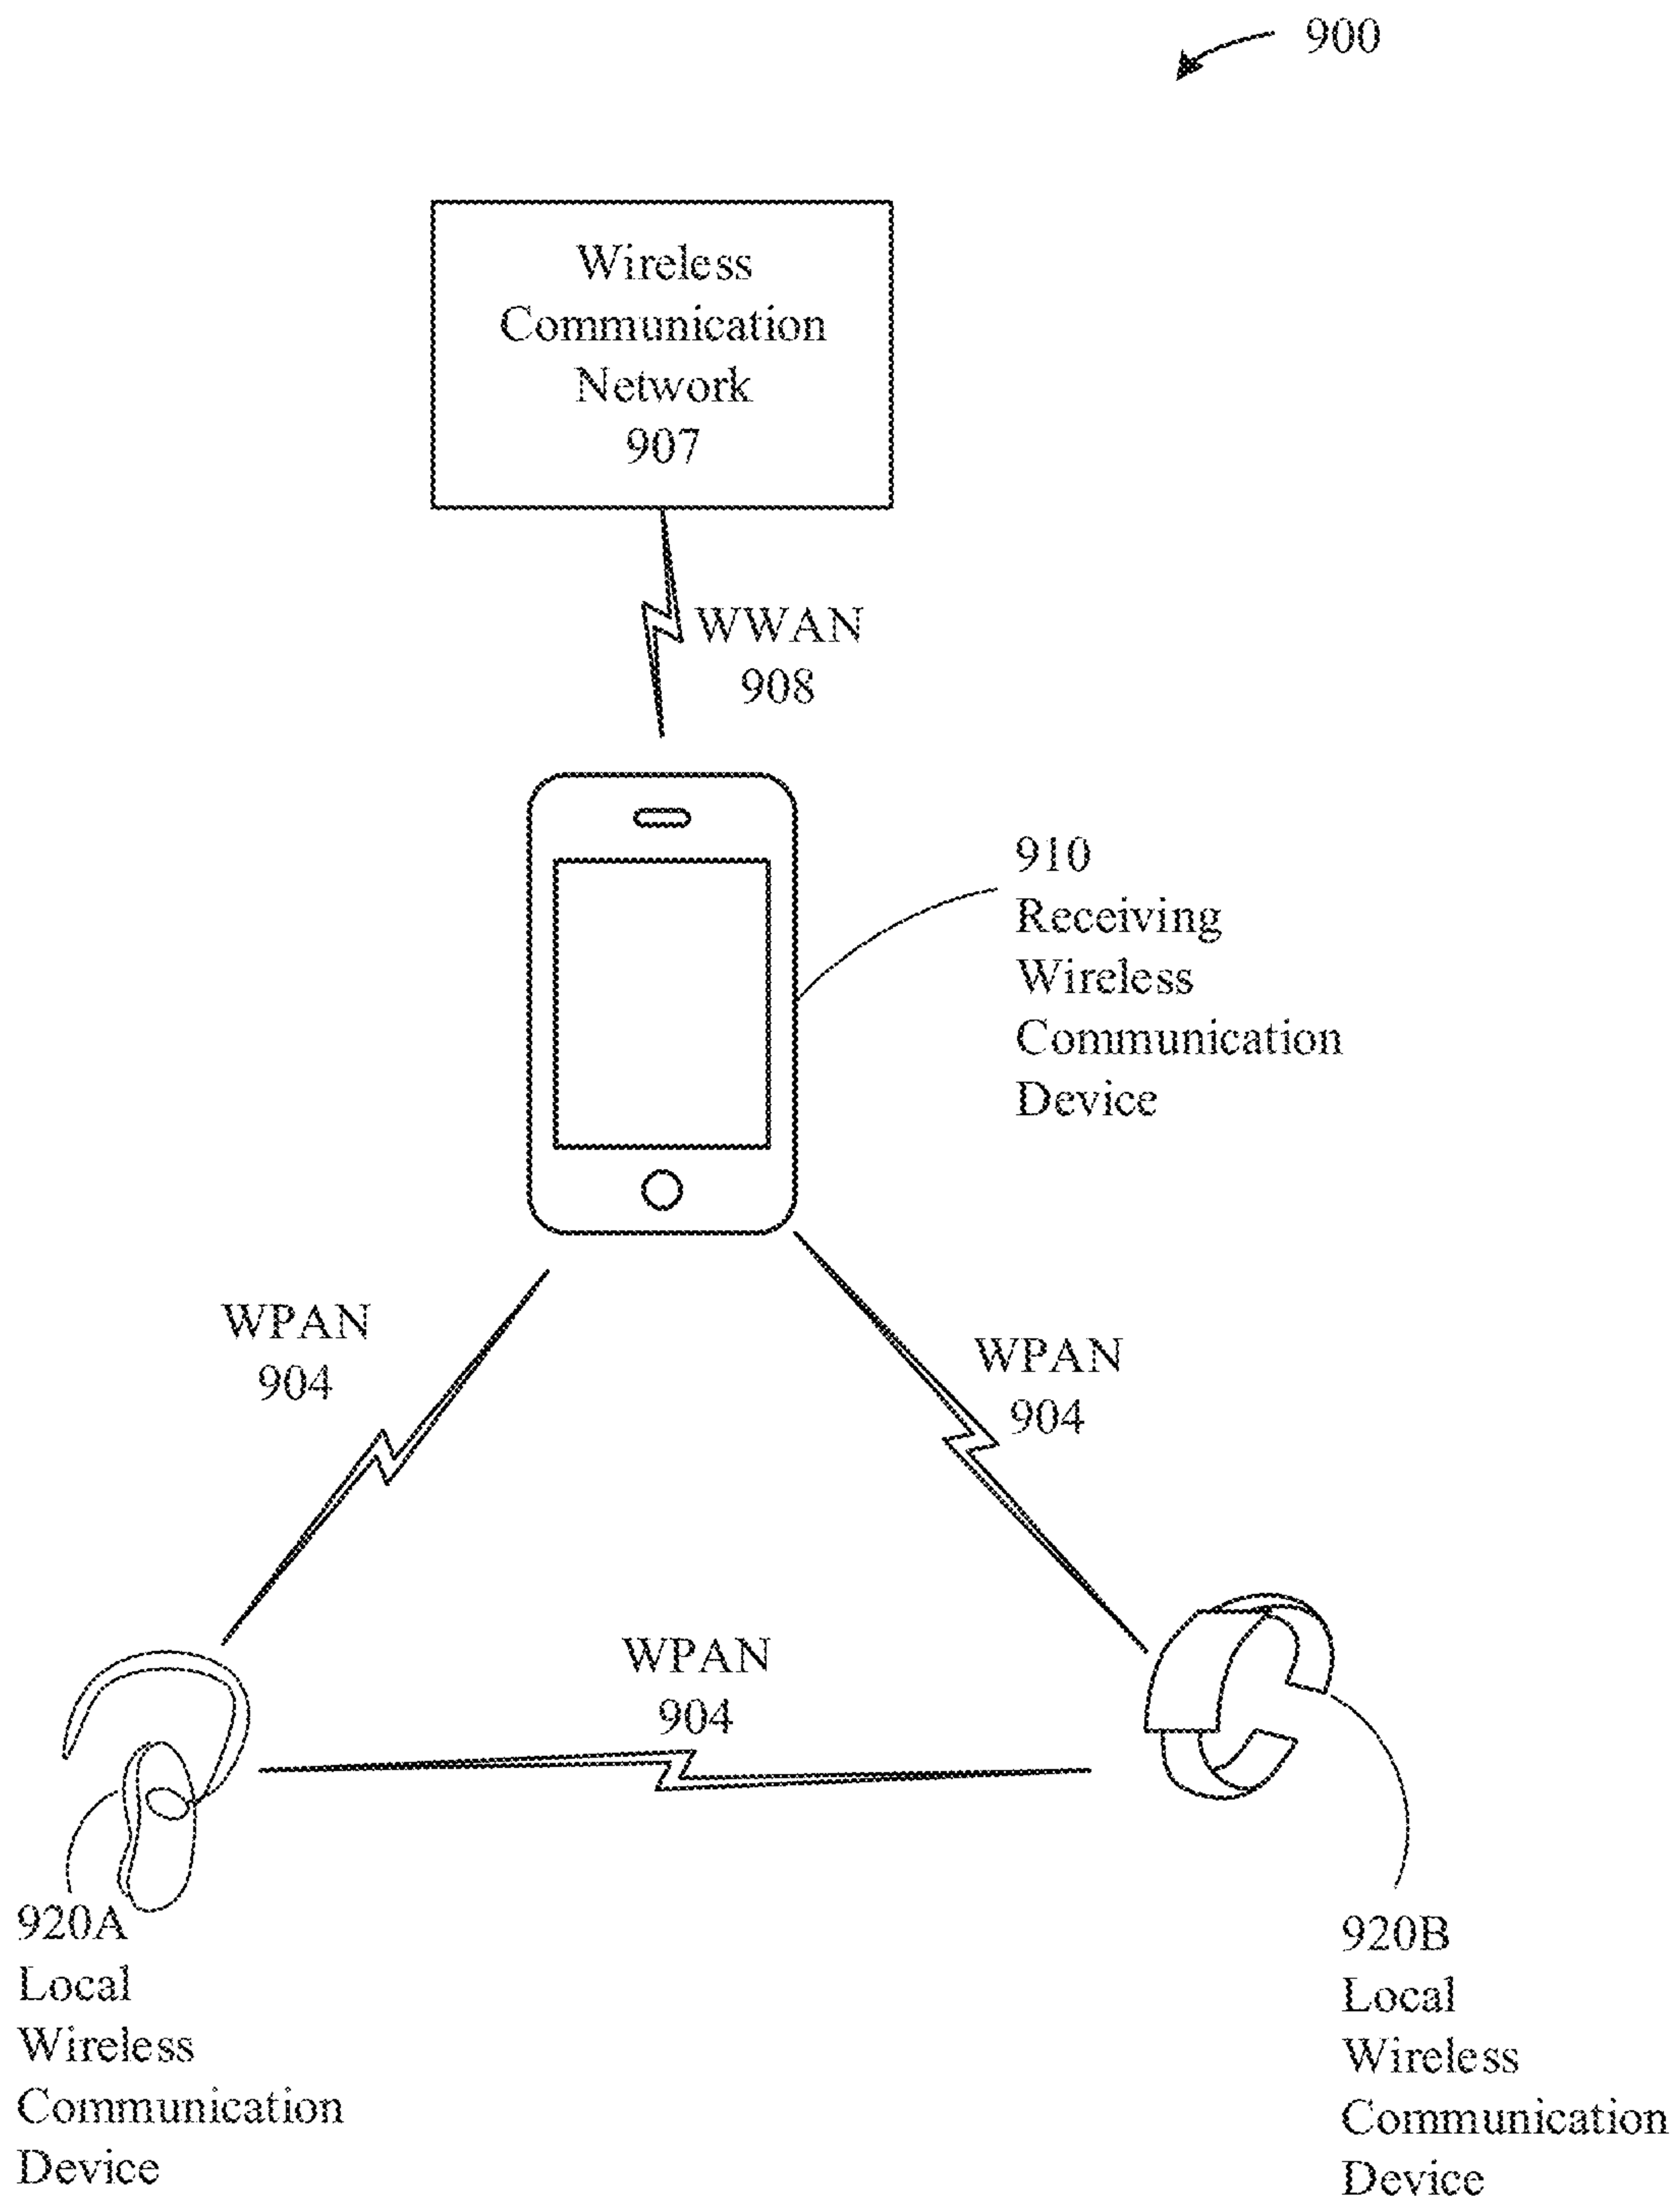 900
Wireless
Communication
Network
907
WWAN
908
910
Receiving
Wireless
Communication
Device
WPAN
904
WPAN
904
WPAN
904
920A
Local
Wireless
Communication
Device
920B
Local
Wireless
Communication
Device